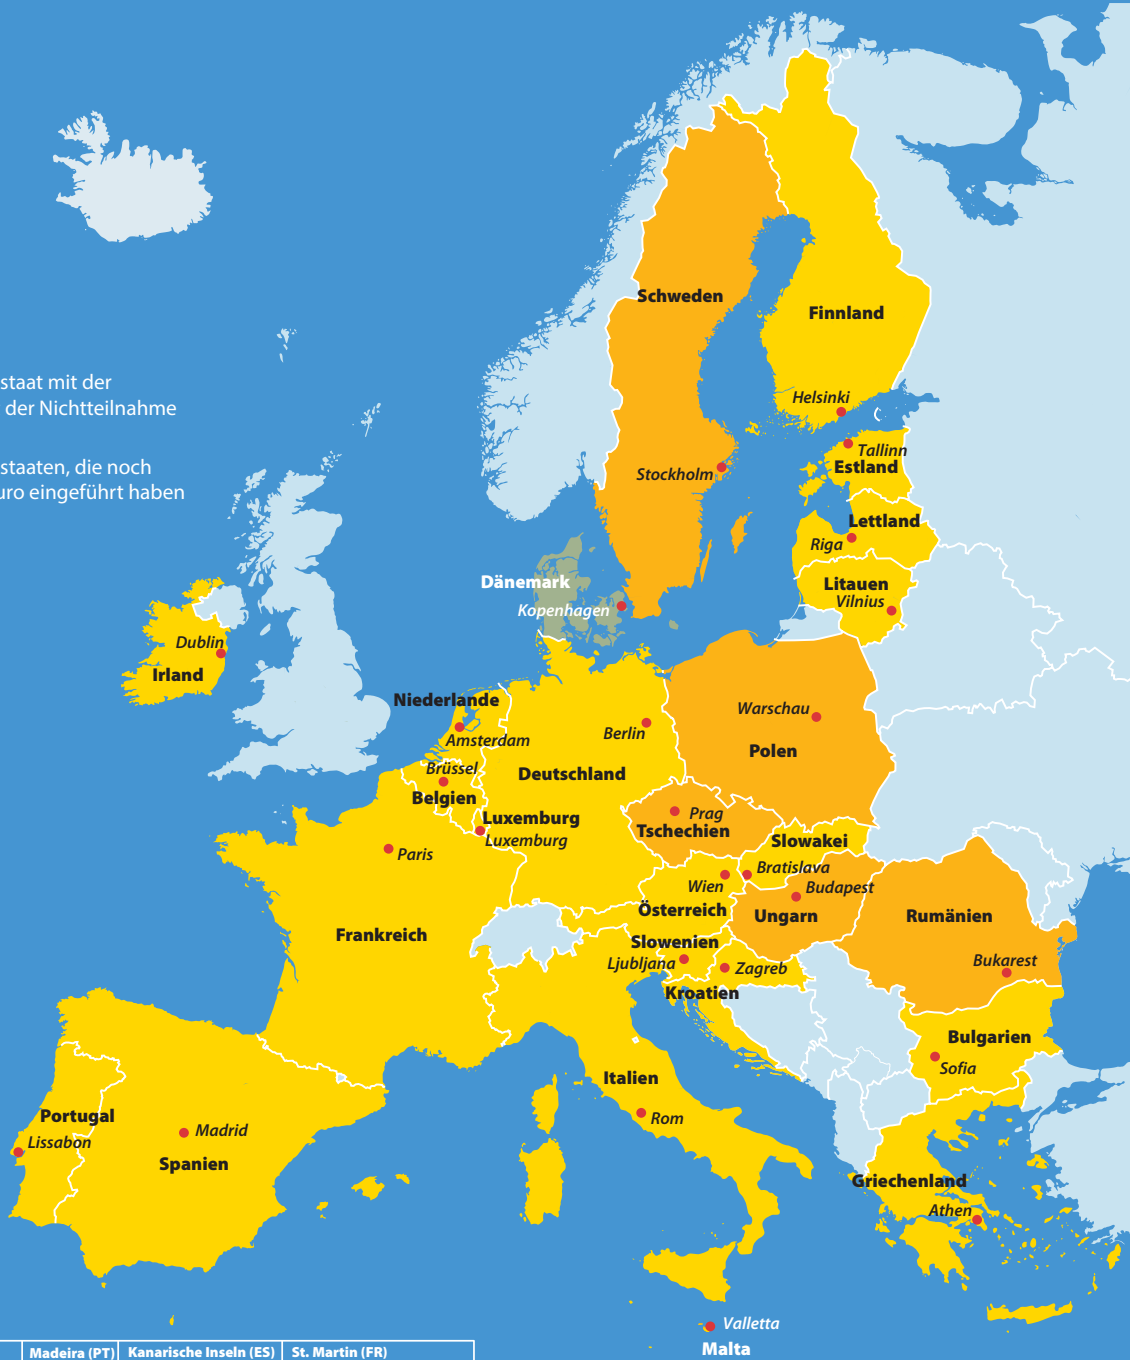 Schweden
Finnland
staat mit der
der Nichtteilnahme
Helsinki
Tallinn
Estland
staaten, die noch
uro eingeführt haben
Stockholm
Lettland
Riga
Dänemark
Kopenhagen
Litauen
Vilnius
Dublin
Irland
Niederlande
Amsterdam
Berlin
Warschau
Polen
Brüssel
Belgien
Deutschland
Luxemburg
Luxemburg
Prag
Tschechien
Slowakei
Paris
Bratislava
Wien
Budapest
Österreich
Ungarn
Rumänien
Frankreich
Slowenien
Ljubljana
Zagreb
Bukarest
Kroatien
Bulgarien
Sofia
Italien
Rom
Portugal
Lissabon
Madrid
Spanien
Griechenland
Athen
Valletta
Malta
Madeira (PT)
Kanarische Inseln (ES)
St. Martin (FR)